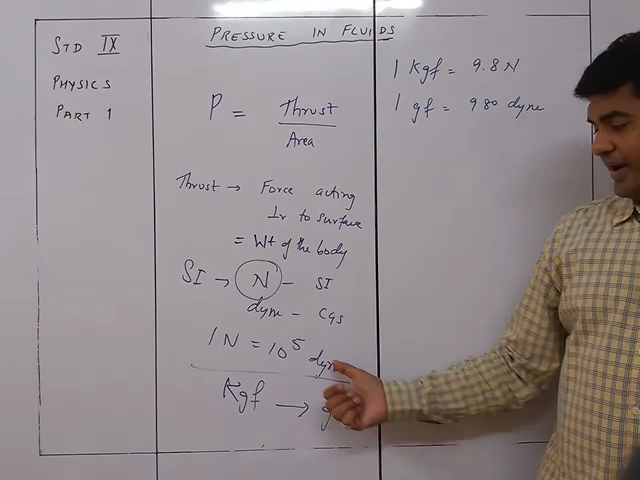 STD IX
PHYSICS
PART 1
PRESSURE IN FLUIDS
P = Thrust
Area
Thrust → Force acting
⊥r to surface
= Wt of the body
SI → N – SI
dyne – CGS
1 N = 10⁵
Kgf →
1 Kgf = 9.8 N
1 gf = 980 dyne